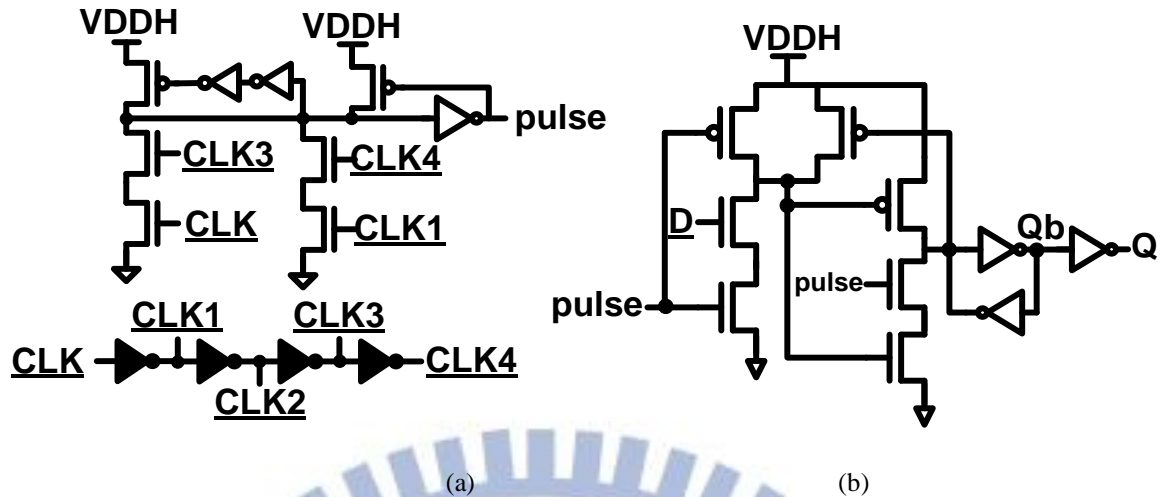 VDDH
VDDH
pulse
CLK3
CLK4
CLK
CLK1
CLK1
CLK3
CLK
CLK4
CLK2
(a)
VDDH
D
Qb
Q
pulse
pulse
(b)